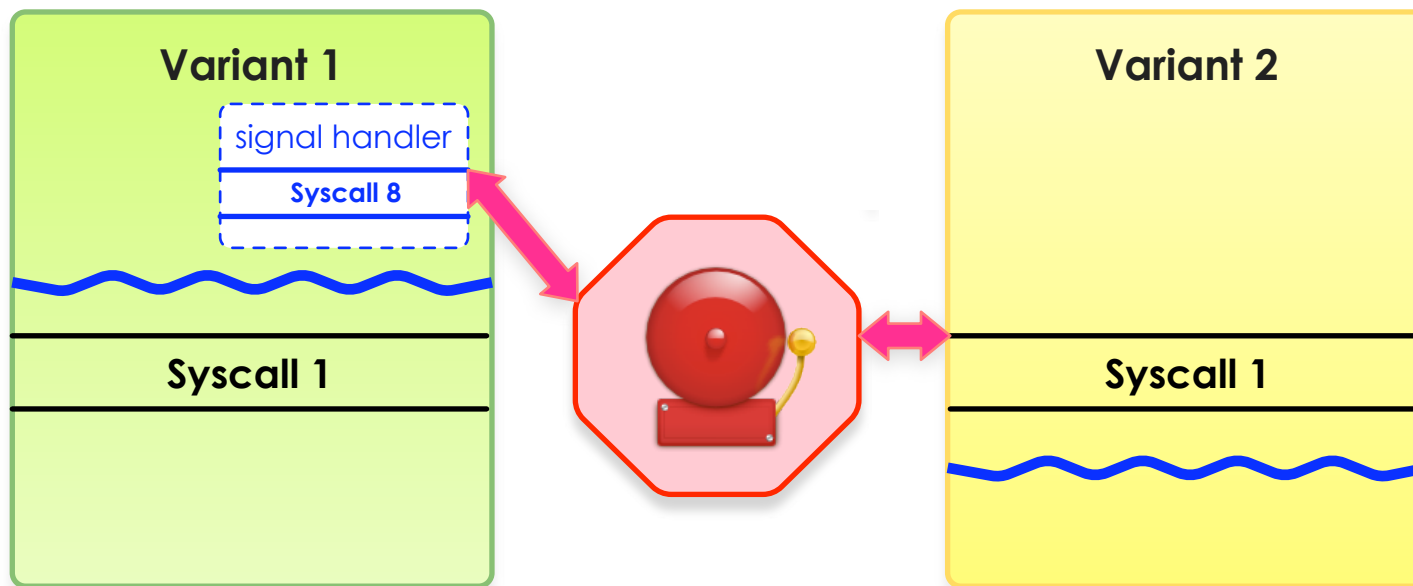 Variant 1
signal handler
Syscall 8
Syscall 1
Variant 2
Syscall 1